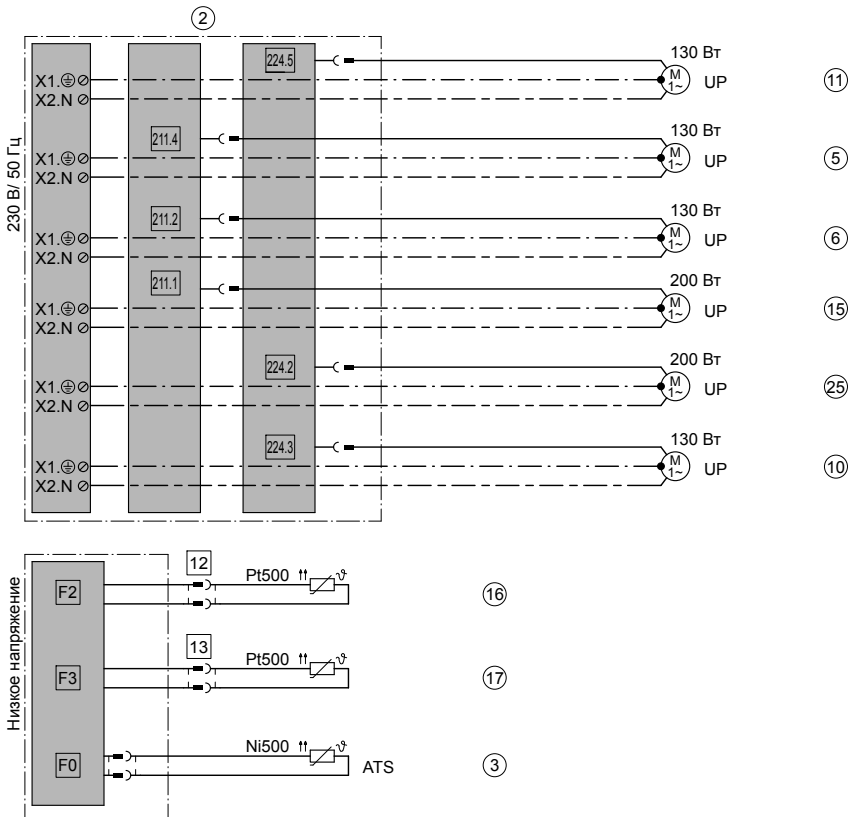 2
230 В/ 50 Гц
224.5
130 Вт
X1.
X2.N
M
1~
UP
11
211.4
130 Вт
X1.
X2.N
M
1~
UP
5
211.2
130 Вт
X1.
X2.N
M
1~
UP
6
211.1
200 Вт
X1.
X2.N
M
1~
UP
15
224.2
200 Вт
X1.
X2.N
M
1~
UP
25
224.3
130 Вт
X1.
X2.N
M
1~
UP
10
Низкое напряжение
F2
12
Pt500
ϑ
16
F3
13
Pt500
ϑ
17
F0
Ni500
ϑ
ATS
3